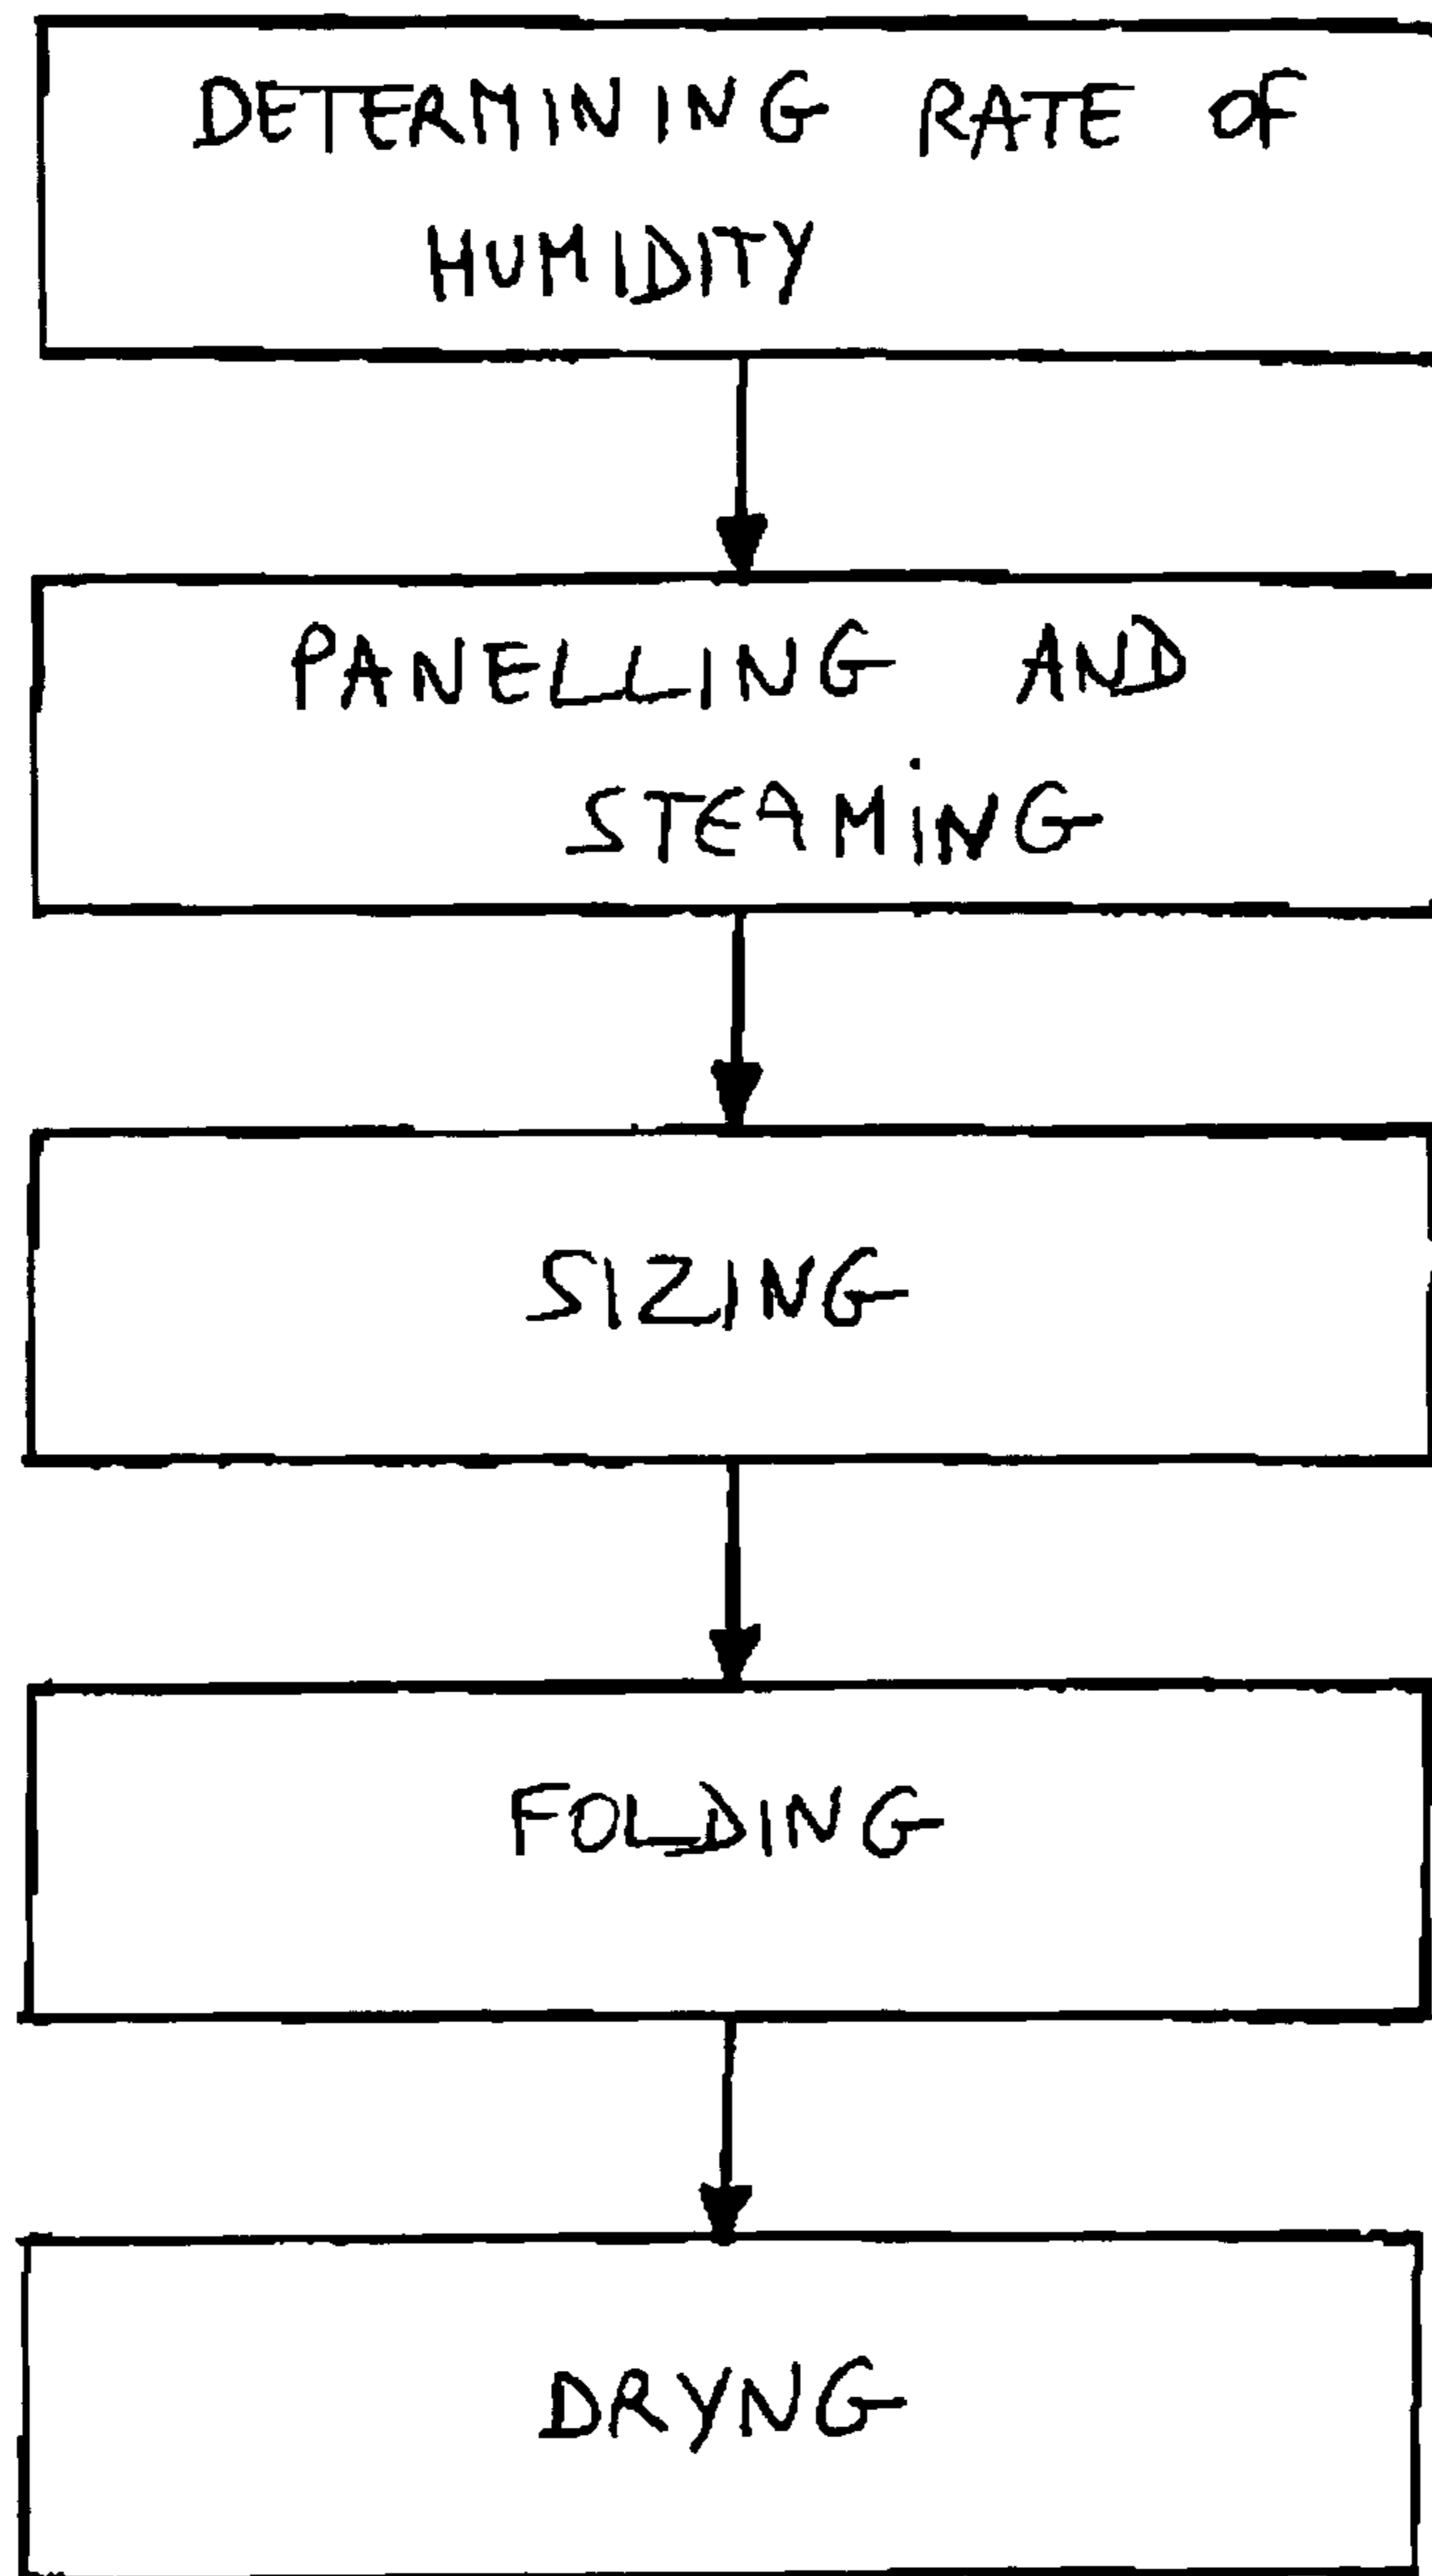 DETERMINING RATE OF
HUMIDITY
PANELLING AND
STEAMiNG
SIZING
FOLDING
DRYNG